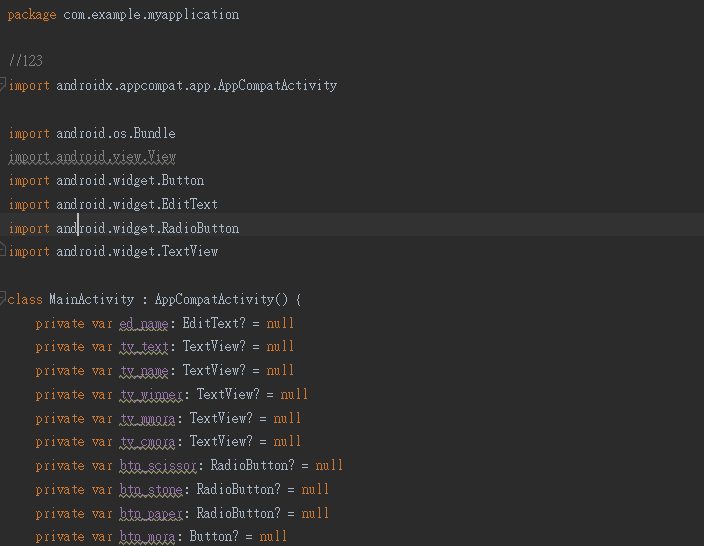 package com.example.myapplication
//123
import androidx.appcompat.app.AppCompatActivity
import android.os.Bundle
import android.view.View
import android.widget.Button
import android.widget.EditText
import android.widget.RadioButton
import android.widget.TextView
class MainActivity : AppCompatActivity() {
    private var ed_name: EditText? = null
    private var tv_text: TextView? = null
    private var tv_name: TextView? = null
    private var tv_winner: TextView? = null
    private var tv_mmora: TextView? = null
    private var tv_cmora: TextView? = null
    private var btn_scissor: RadioButton? = null
    private var btn_stone: RadioButton? = null
    private var btn_paper: RadioButton? = null
    private var btn_mora: Button? = null